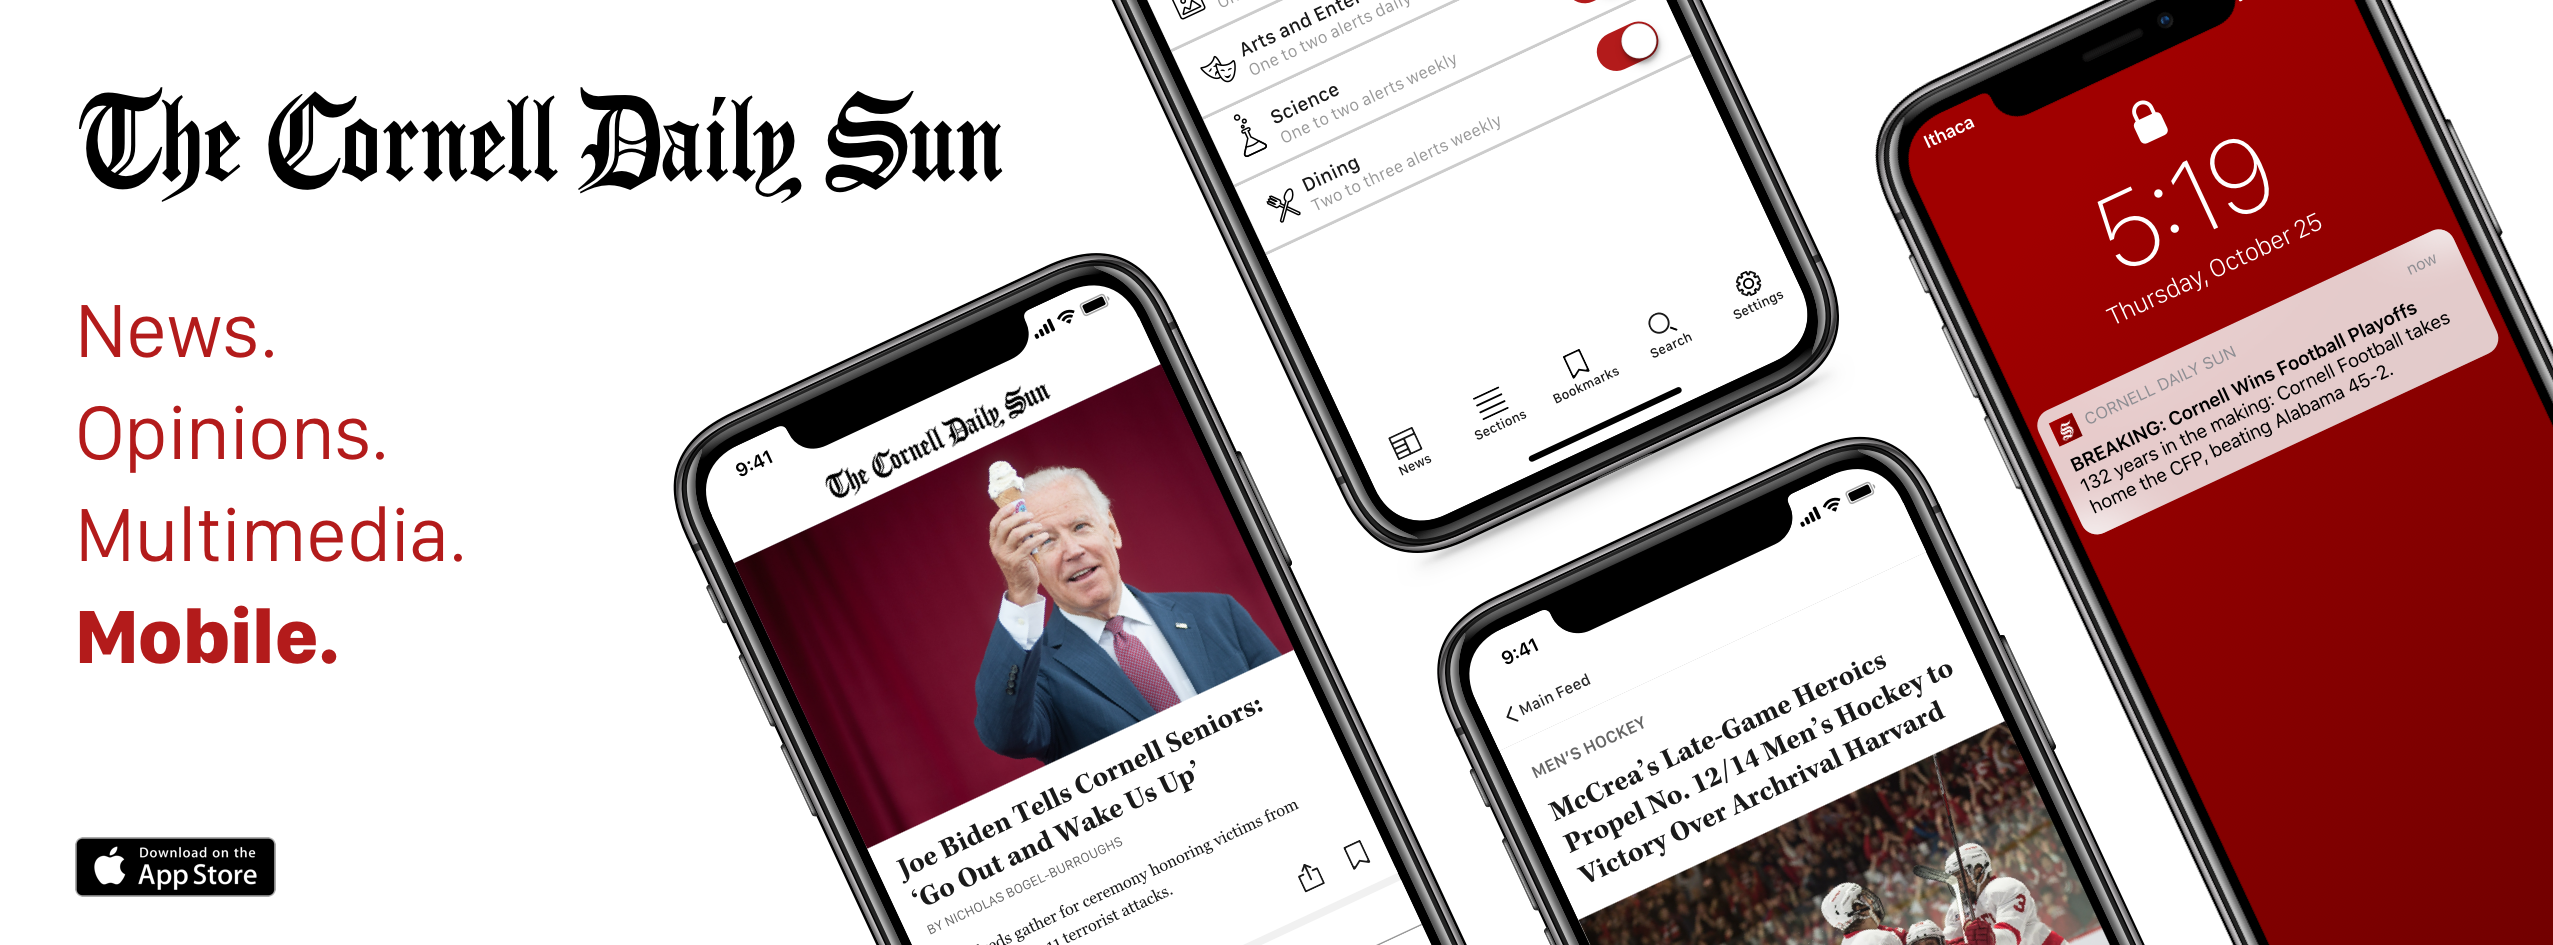 The Cornell Daily Sun
News.
Opinions.
Multimedia.
Mobile.
Download on the
App Store
9:41
The Cornell Daily Sun
Joe Biden Tells Cornell Seniors:
‘Go Out and Wake Us Up’
BY NICHOLAS BOGEL-BURROUGHS
gather for ceremony honoring victims from
terrorist attacks.
Arts and Enter
One to two alerts daily
Science
One to two alerts weekly
Dining
Two to three alerts weekly
News
Sections
Bookmarks
Search
Settings
9:41
Main Feed
MEN’S HOCKEY
McCrea’s Late-Game Heroics
Propel No. 12/14 Men’s Hockey to
Victory Over Archrival Harvard
3
Ithaca
5:19
Thursday, October 25
CORNELL DAILY SUN
now
BREAKING: Cornell Wins Football Playoffs
132 years in the making: Cornell Football takes
home the CFP, beating Alabama 45-2.